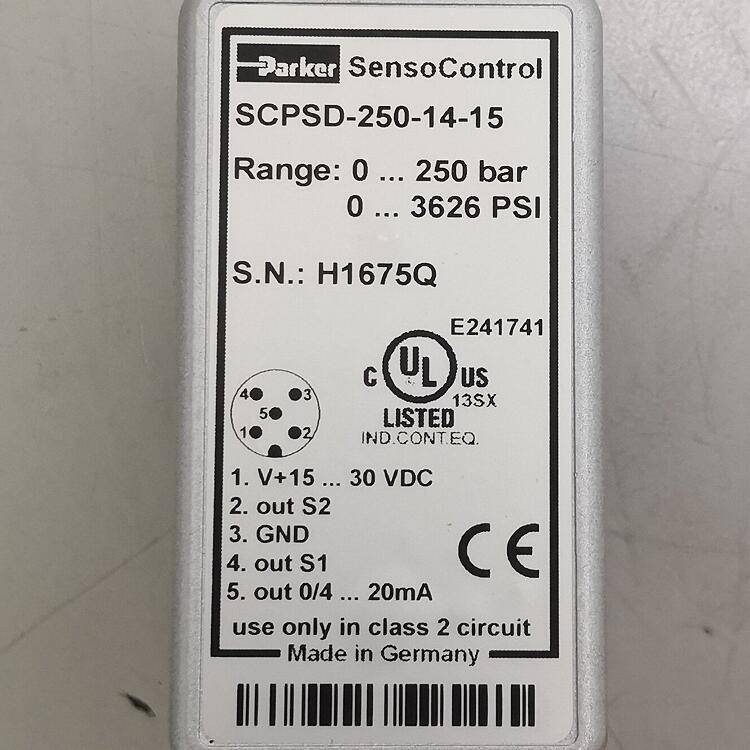 Parker SensoControl
SCPSD-250-14-15
Range: 0 ... 250 bar
0 ... 3626 PSI
S.N.: H1675Q
E241741
C UL US
13SX
LISTED
IND.CONT.EQ.
4 3
5
1 2
1. V+15 ... 30 VDC
2. out S2
3. GND
4. out S1
5. out 0/4 ... 20mA
CE
use only in class 2 circuit
Made in Germany